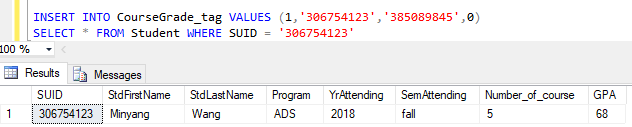 INSERT INTO CourseGrade_tag VALUES (1,'306754123','385089845',0)
SELECT * FROM Student WHERE SUID = '306754123'
100 %
Results Messages
SUID StdFirstName StdLastName Program YrAttending SemAttending Number_of_course GPA
1 306754123 Minyang Wang ADS 2018 fall 5 68